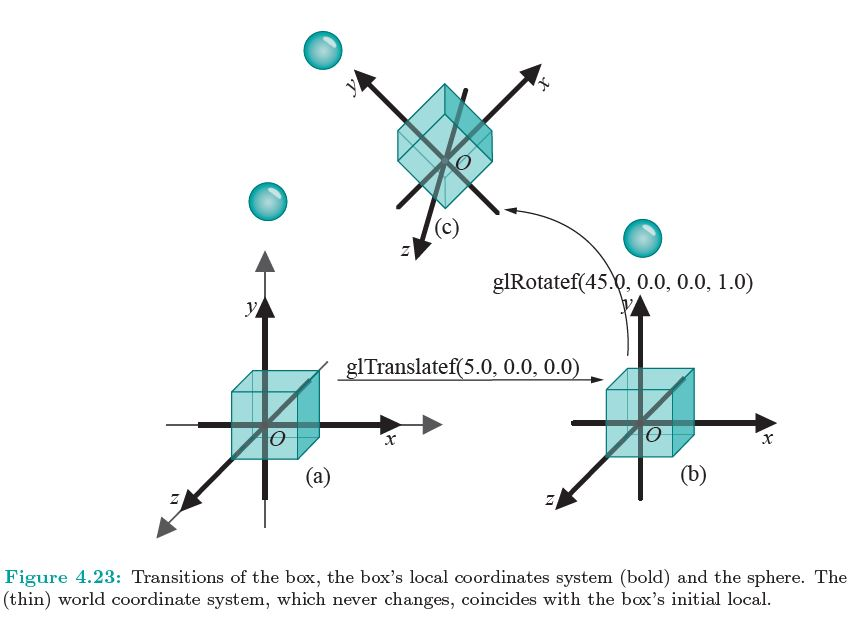 y
x
O
z
(c)
glRotatef(45.0, 0.0, 0.0, 1.0)
y
y
glTranslatef(5.0, 0.0, 0.0)
O
x
O
x
z
(a)
z
(b)
Figure 4.23: Transitions of the box, the box's local coordinates system (bold) and the sphere. The
(thin) world coordinate system, which never changes, coincides with the box's initial local.